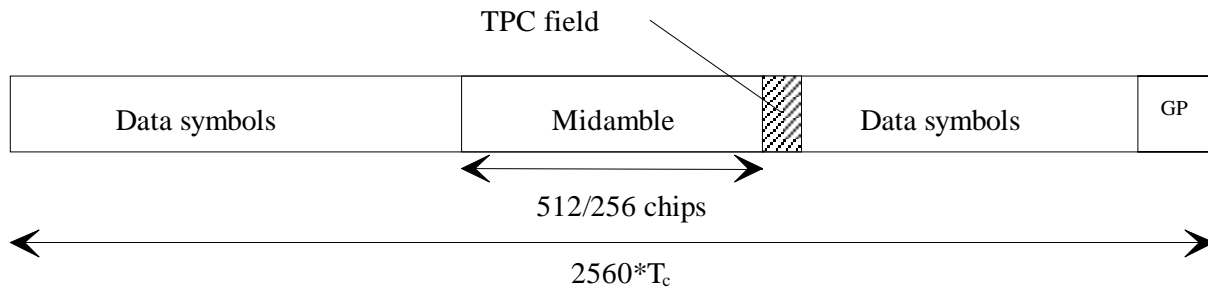 TPC field
Data symbols
Midamble
Data symbols
GP
512/256 chips
2560*Tc